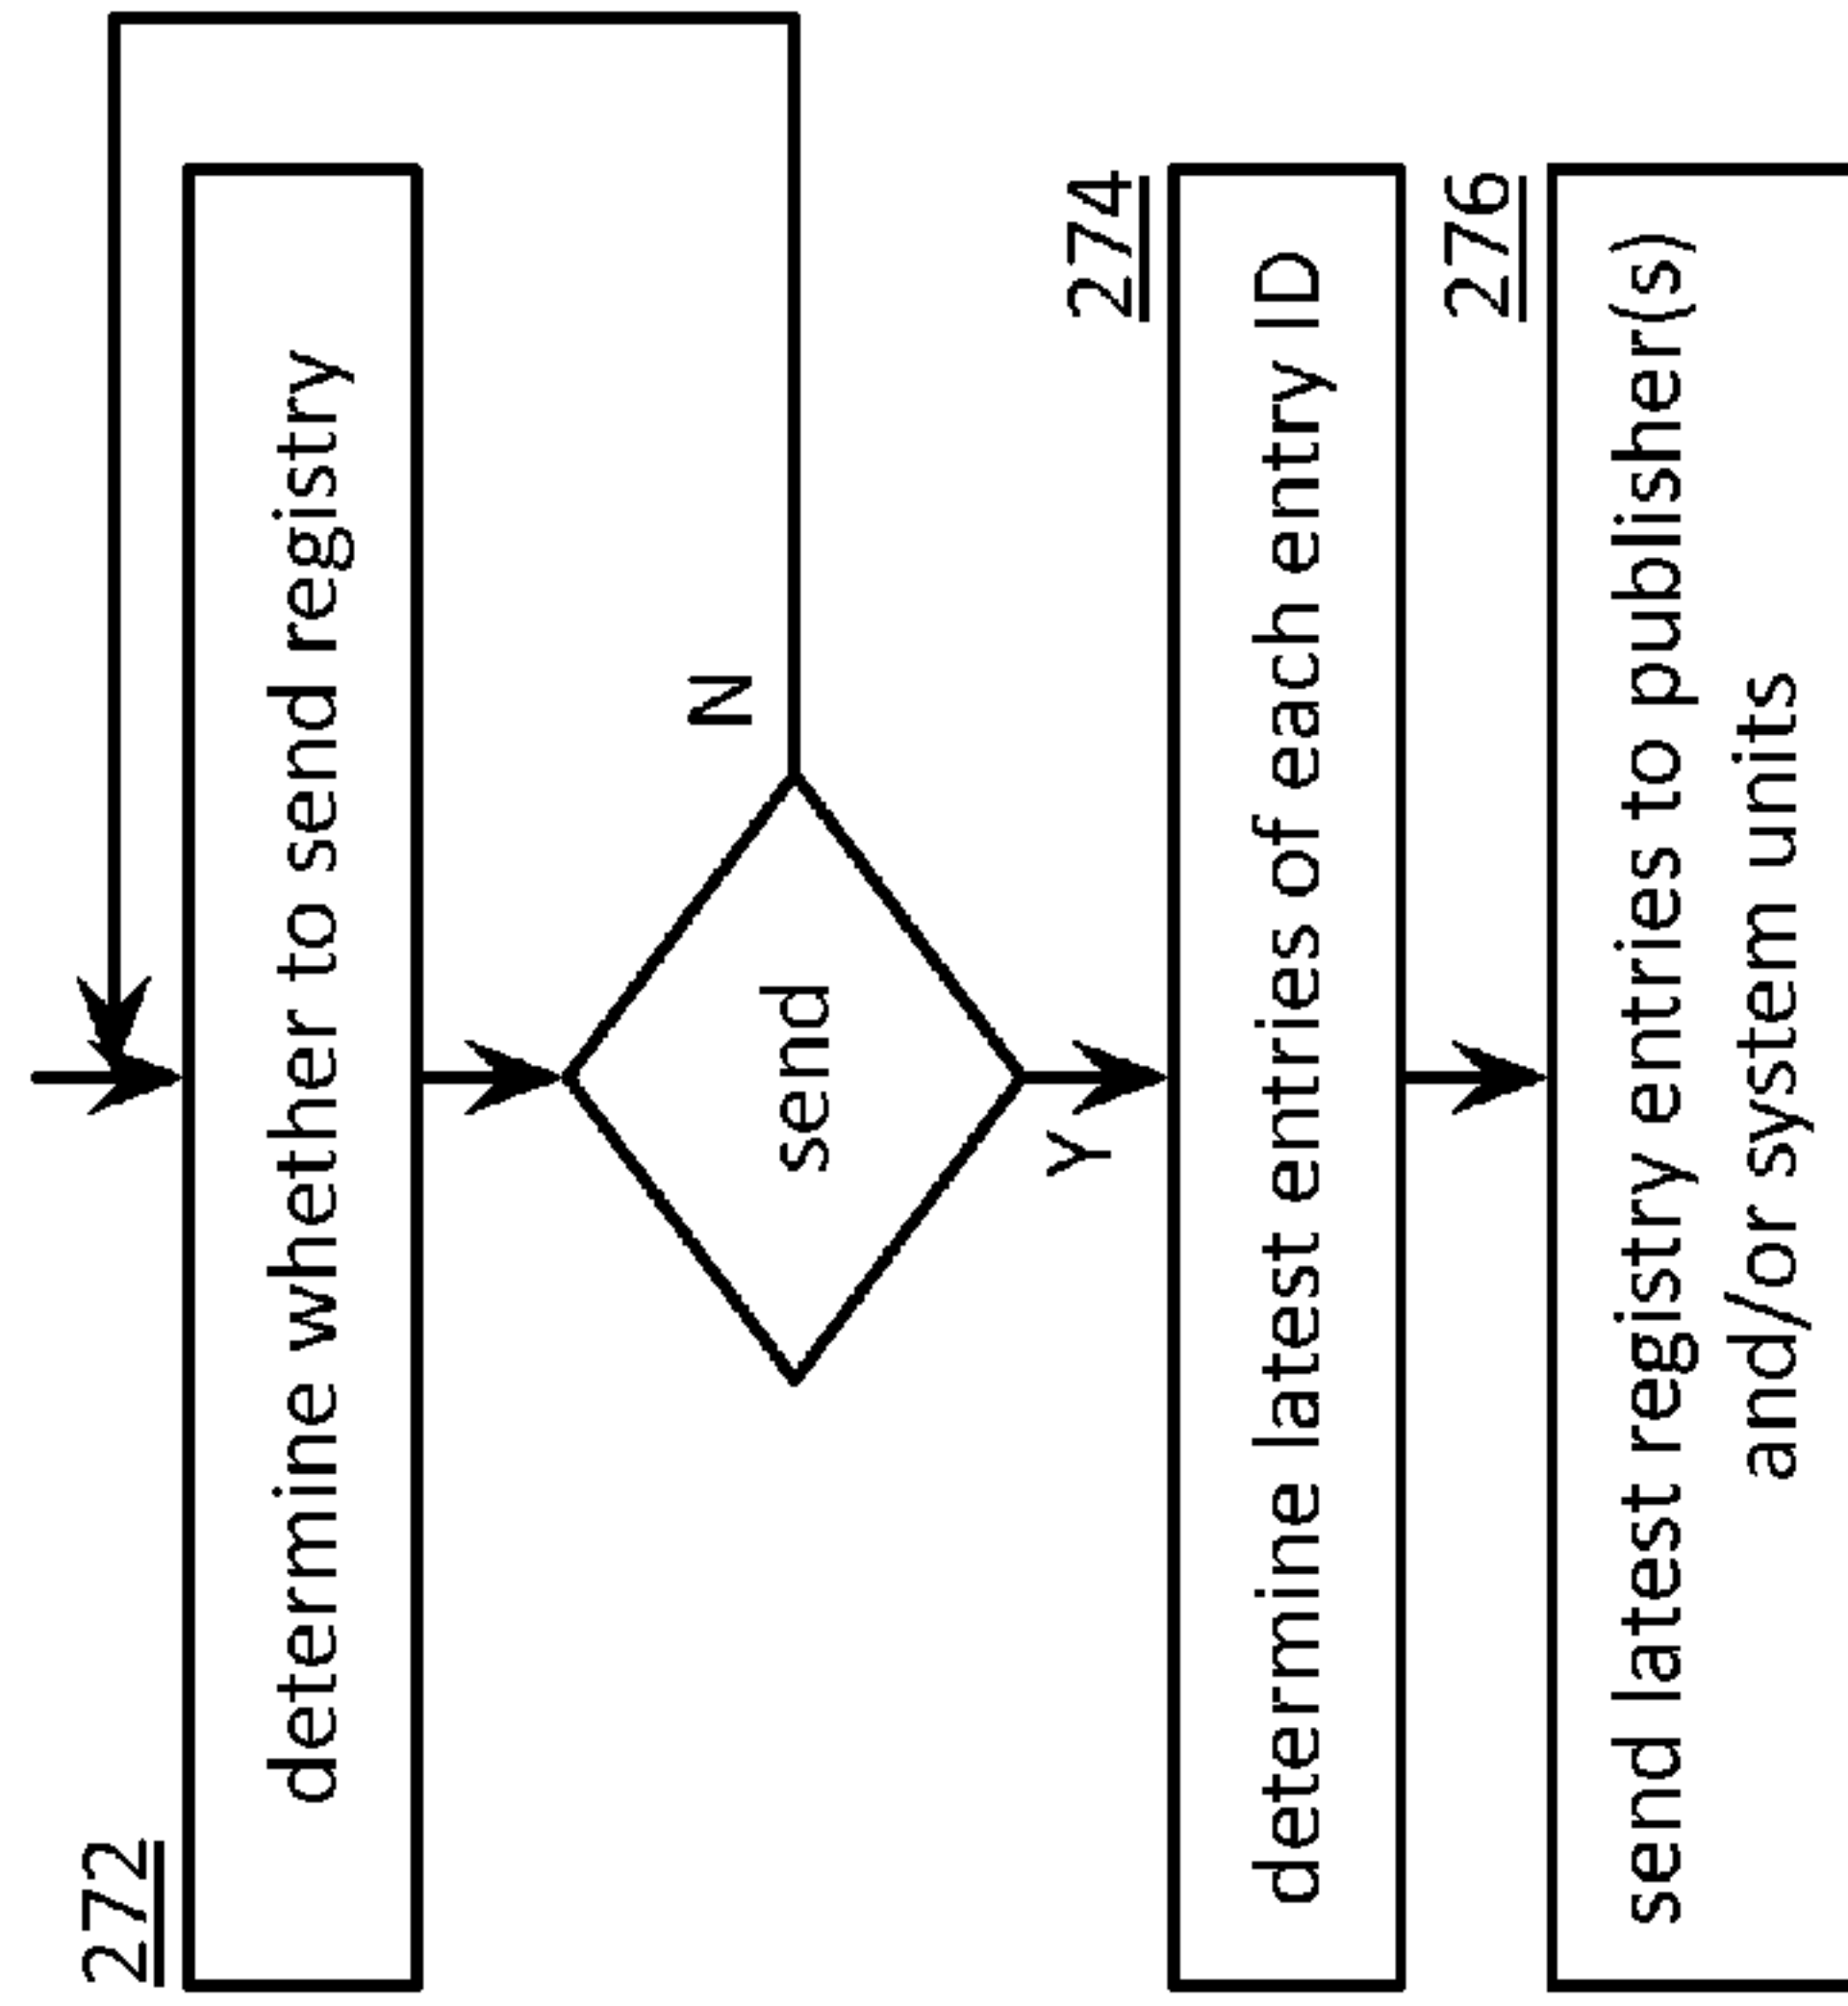 272
determine whether to send registry
send
N
Y
274
determine latest entries of each entry ID
276
send latest registry entries to publisher(s)
and/or system units